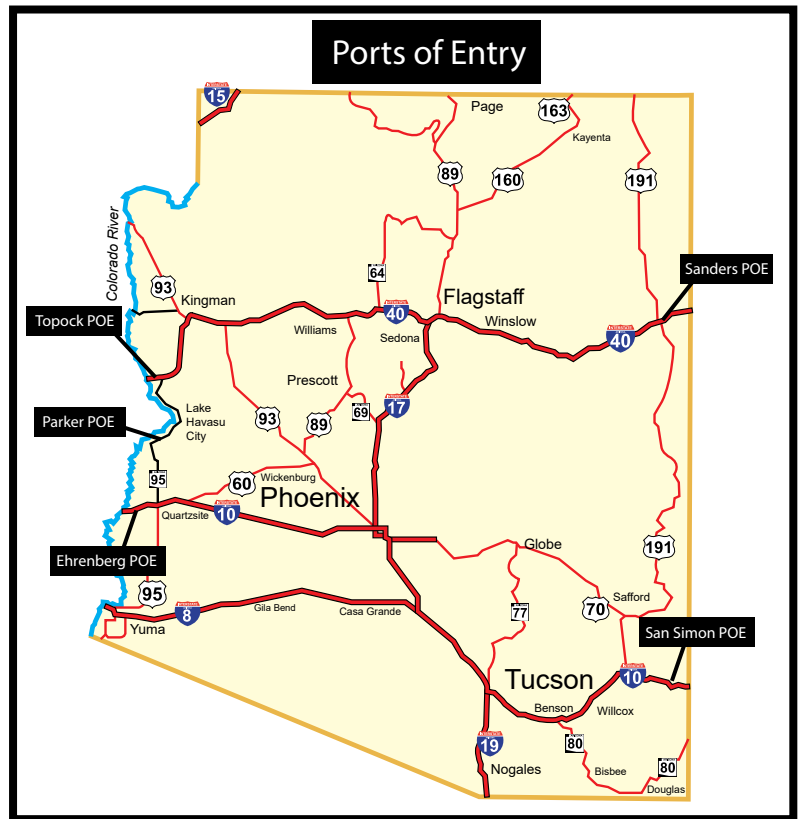 Ports of Entry
INTERSTATE
15
Page
163
Kayenta
89
160
191
Colorado River
64
Sanders POE
93
Kingman
Flagstaff
40
Topock POE
Williams
Sedona
Winslow
40
Prescott
Lake
Havasu
City
93
89
69
17
Parker POE
95
60
Wickenburg
Phoenix
Quartzsite
10
Globe
191
Ehrenberg POE
95
Safford
70
8
Gila Bend
Casa Grande
77
Yuma
San Simon POE
Tucson
10
Benson
Willcox
19
80
Nogales
Bisbee
80
Douglas